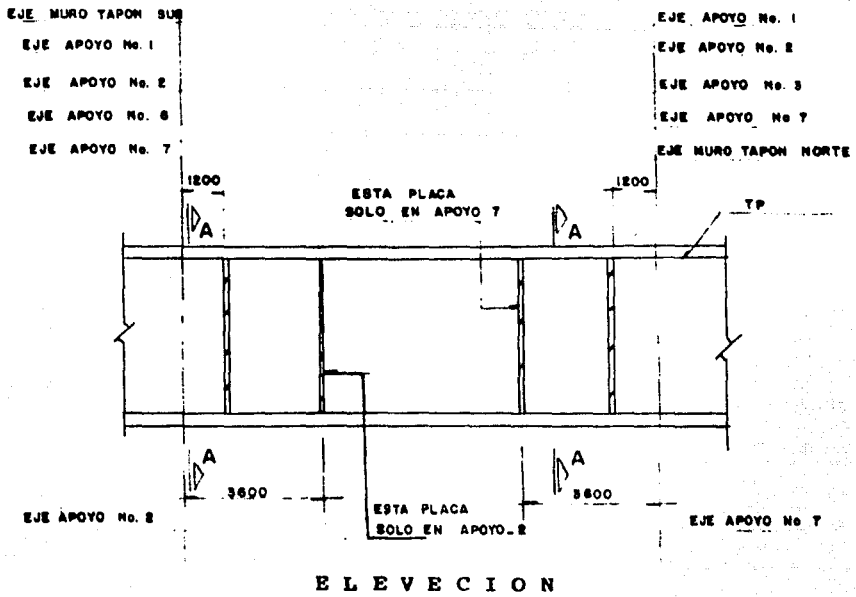 EJE MURO TAPON SUR
EJE APOYO No. 1
EJE APOYO No. 2
EJE APOYO No. 6
EJE APOYO No. 7
EJE APOYO No. 1
EJE APOYO No. 2
EJE APOYO No. 3
EJE APOYO No 7
EJE MURO TAPON NORTE
1200
ESTA PLACA
SOLO EN APOYO 7
1200
TP
A
A
A
A
3600
3600
EJE APOYO No. 2
ESTA PLACA
SOLO EN APOYO-2
EJE APOYO No 7
ELEVECION